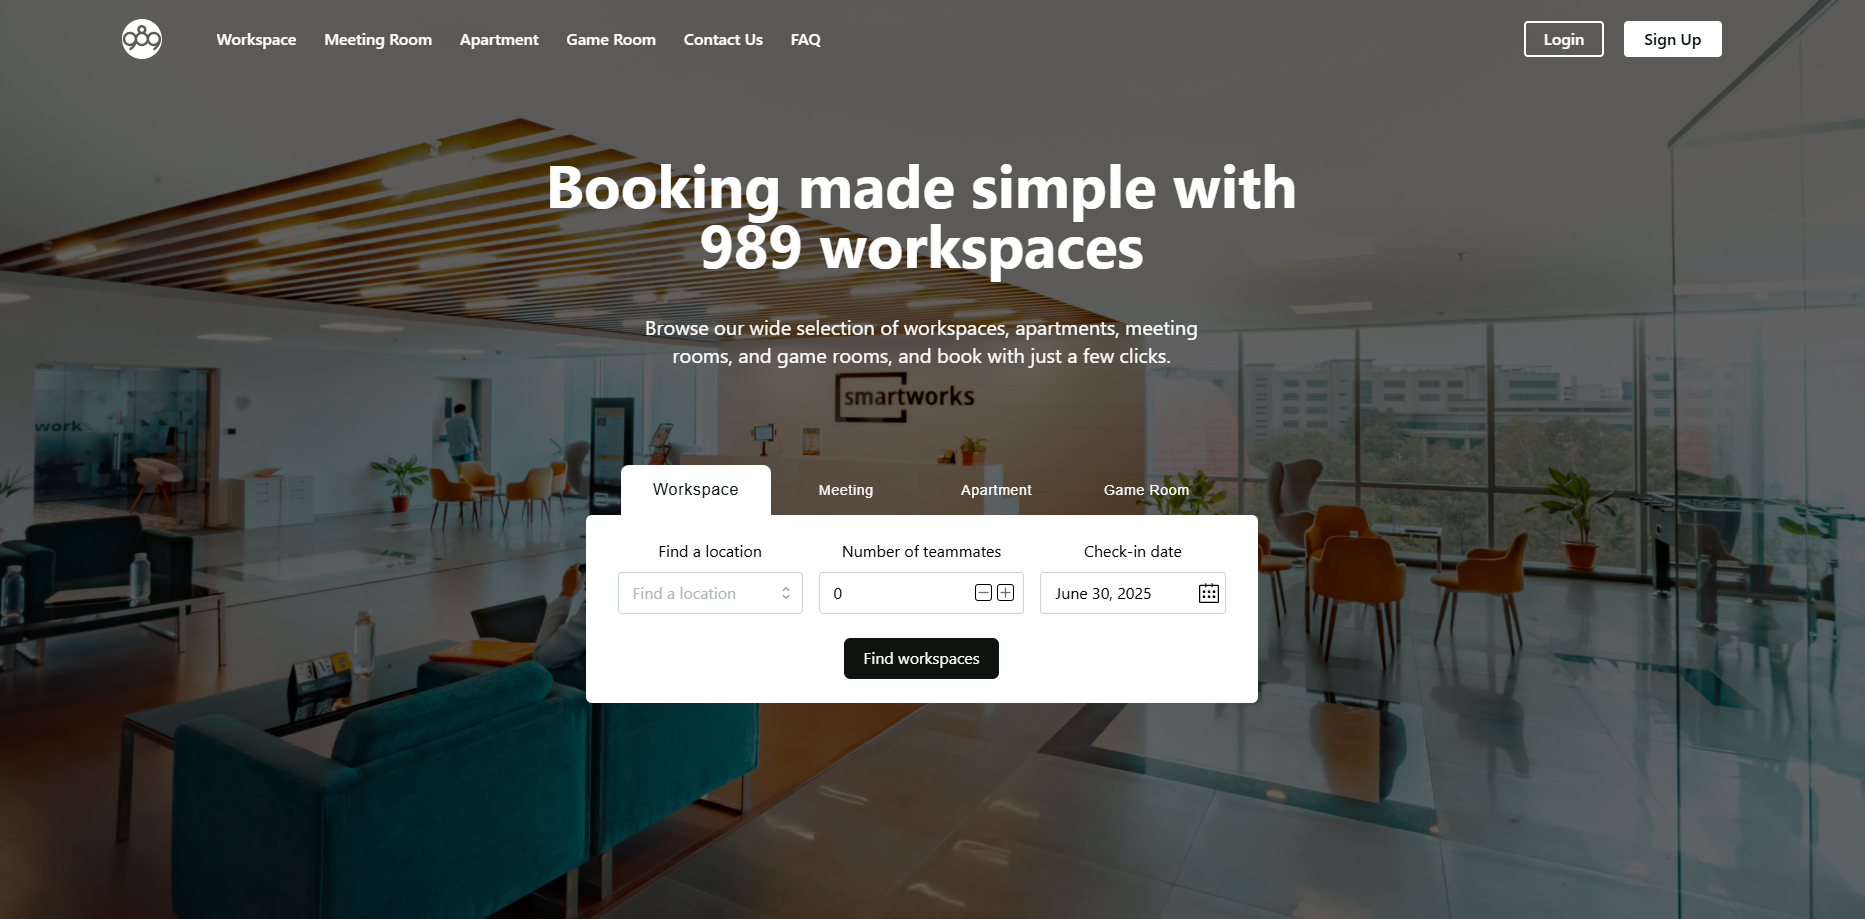 989
Workspace
Meeting Room
Apartment
Game Room
Contact Us
FAQ
Login
Sign Up
Booking made simple with
989 workspaces
Browse our wide selection of workspaces, apartments, meeting
rooms, and game rooms, and book with just a few clicks.
smartworks
works
Workspace
Meeting
Apartment
Game Room
Find a location
Number of teammates
Check-in date
Find a location
0
June 30, 2025
Find workspaces